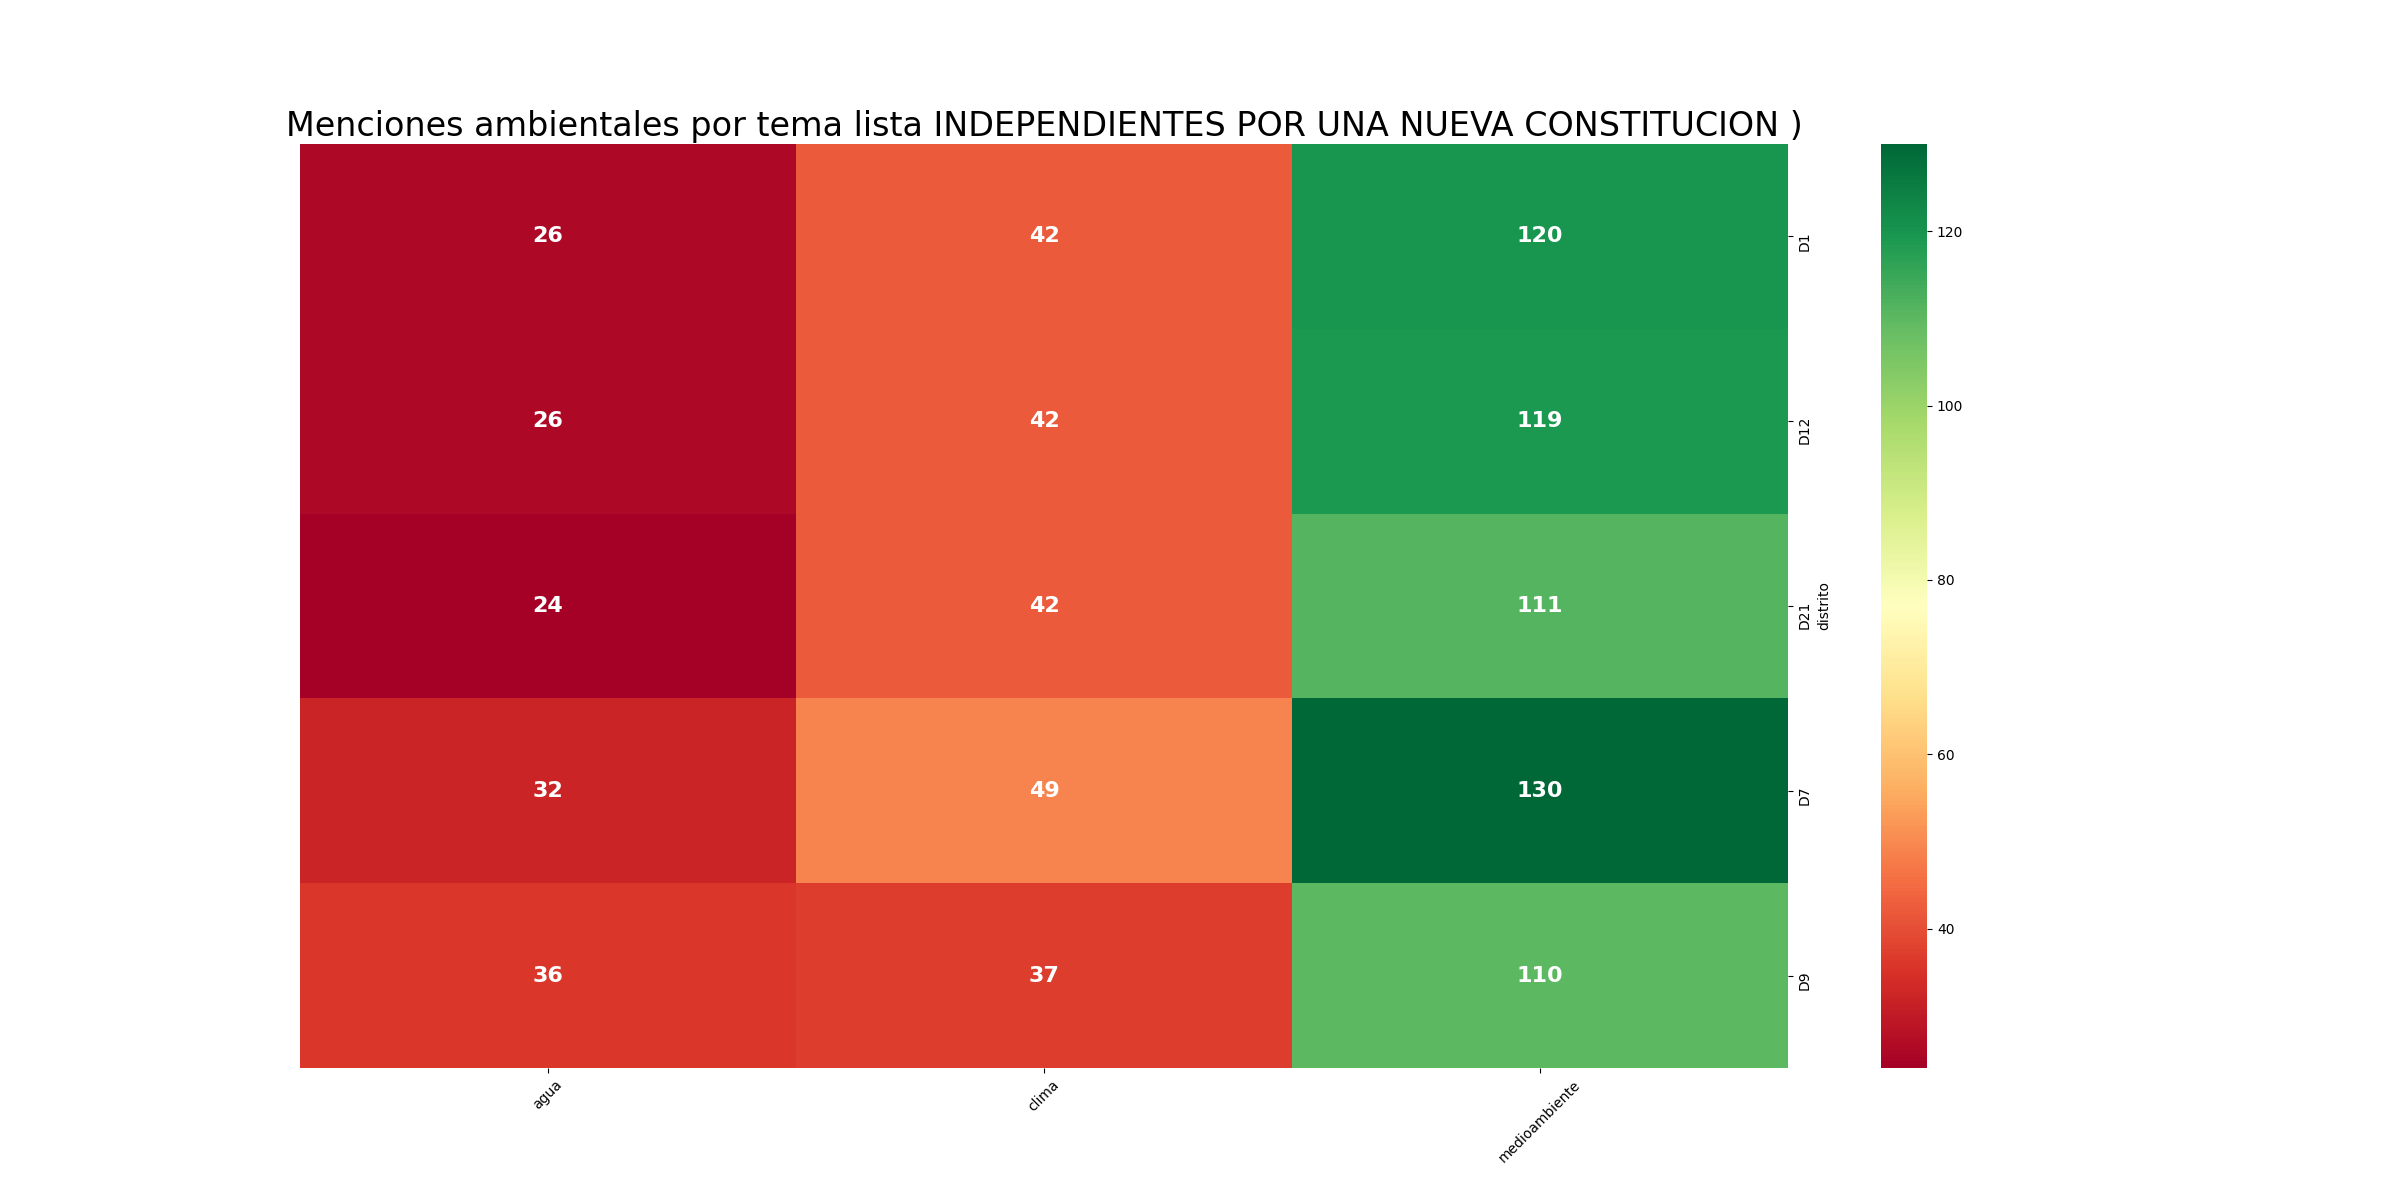 Menciones ambientales por tema lista INDEPENDIENTES POR UNA NUEVA CONSTITUCION )
26 42 120 D1
26 42 119 D12
24 42 111 D21
distrito
32 49 130 D7
36 37 110 D9
agua clima medioambiente
120
100
80
60
40